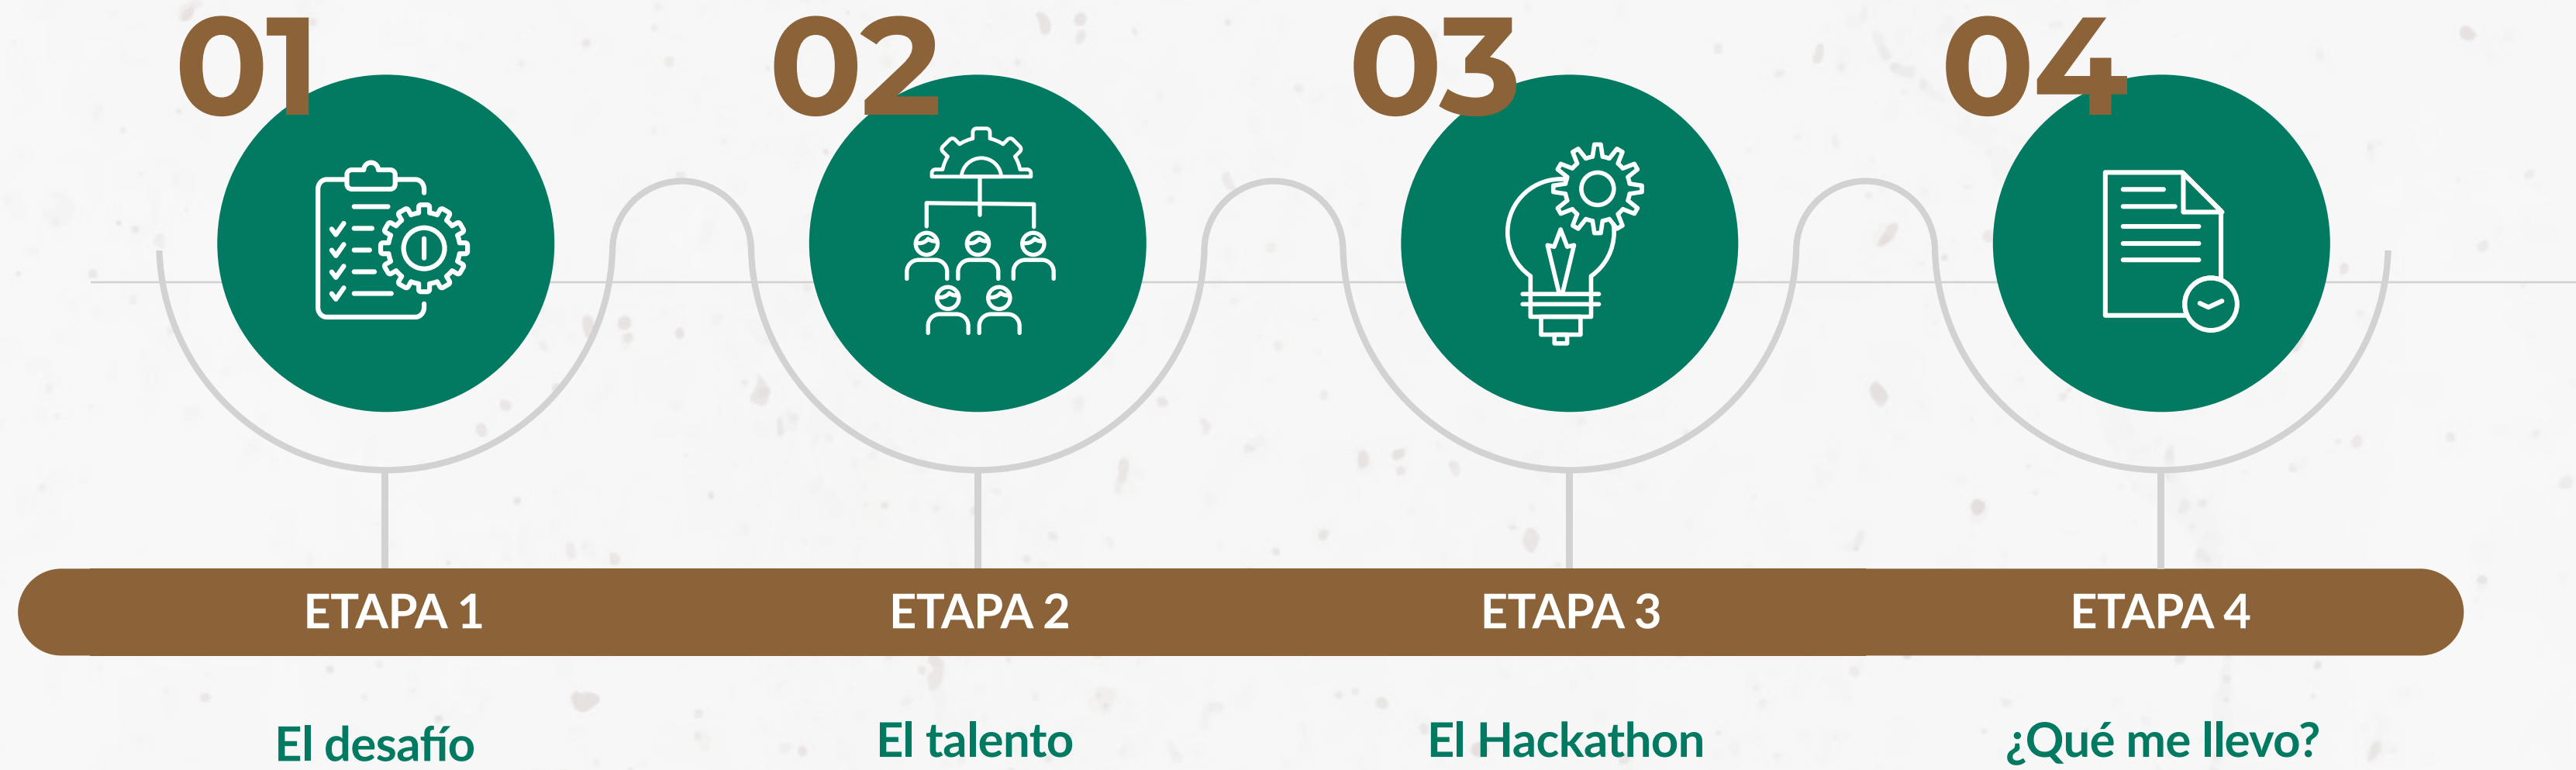 01
02
03
04
ETAPA 1
ETAPA 2
ETAPA 3
ETAPA 4
El desafío
El talento
El Hackathon
¿Qué me llevo?